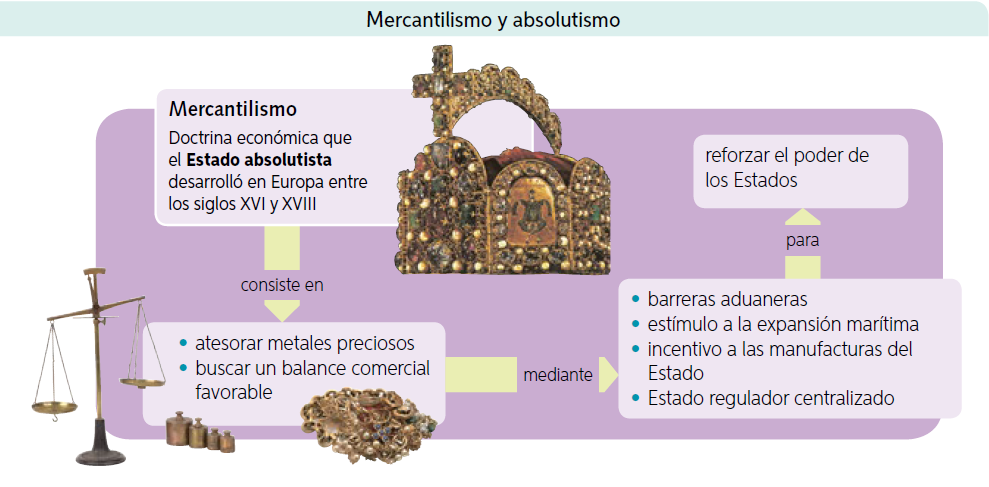 Mercantilismo y absolutismo
Mercantilismo
Doctrina económica que
el Estado absolutista
desarrolló en Europa entre
los siglos XVI y XVIII
consiste en
• atesorar metales preciosos
• buscar un balance comercial
favorable
mediante
• barreras aduaneras
• estímulo a la expansión marítima
• incentivo a las manufacturas del
Estado
• Estado regulador centralizado
para
reforzar el poder de
los Estados